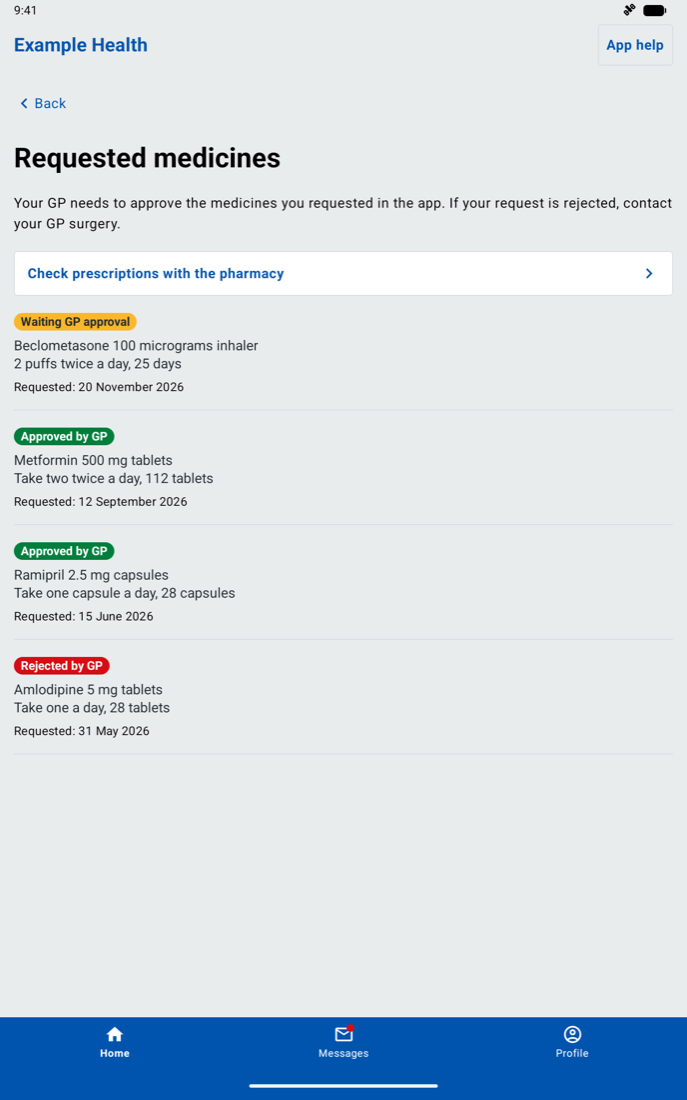 9:41
Example Health
App help
Back
Requested medicines
Your GP needs to approve the medicines you requested in the app. If your request is rejected, contact
your GP surgery.
Check prescriptions with the pharmacy
Waiting GP approval
Beclometasone 100 micrograms inhaler
2 puffs twice a day, 25 days
Requested: 20 November 2026
Approved by GP
Metformin 500 mg tablets
Take two twice a day, 112 tablets
Requested: 12 September 2026
Approved by GP
Ramipril 2.5 mg capsules
Take one capsule a day, 28 capsules
Requested: 15 June 2026
Rejected by GP
Amlodipine 5 mg tablets
Take one a day, 28 tablets
Requested: 31 May 2026
Home
Messages
Profile